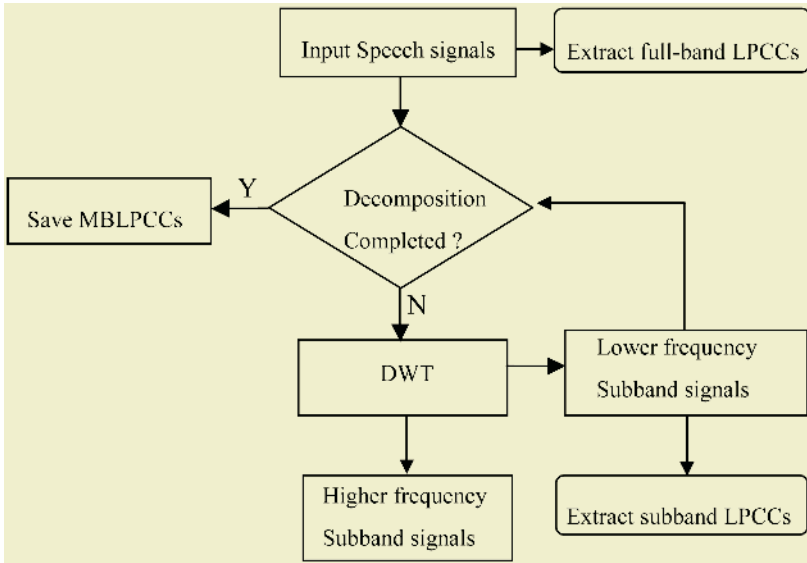 Input Speech signals
Extract full-band LPCCs
Y
Decomposition
Completed ?
Save MBLPCCs
N
DWT
Lower frequency
Subband signals
Higher frequency
Subband signals
Extract subband LPCCs